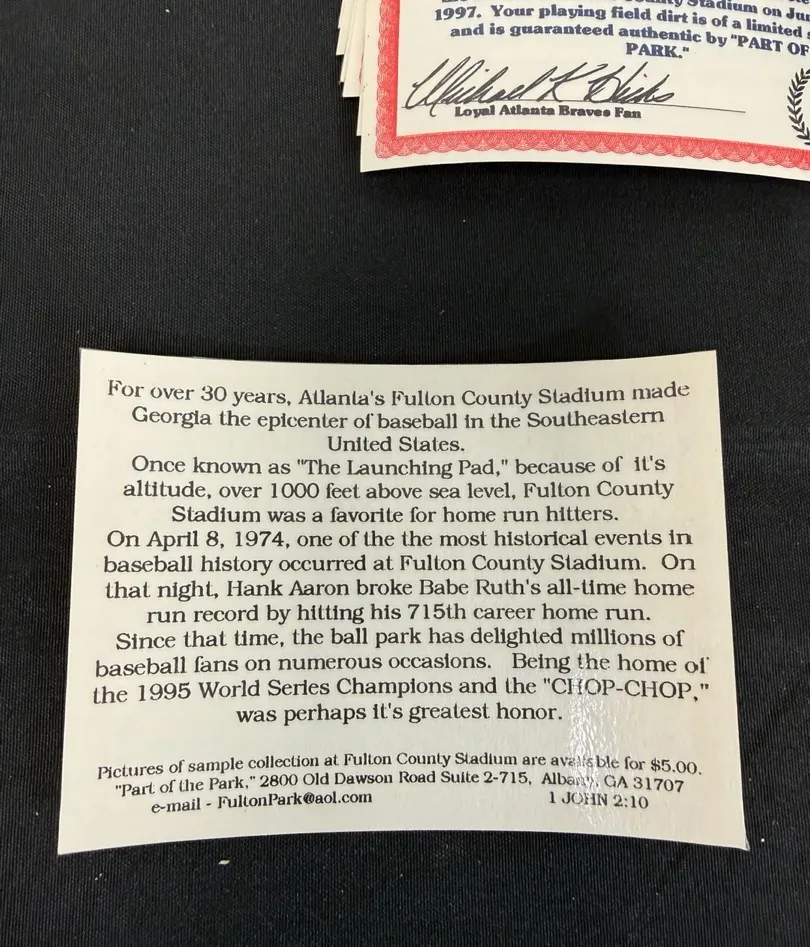 Stadium on Ju
1997. Your playing field dirt is of a limited
and is guaranteed authentic by "PART OF
PARK."
Michael K Hicks
Loyal Atlanta Braves Fan
For over 30 years, Atlanta's Fulton County Stadium made
Georgia the epicenter of baseball in the Southeastern
United States.
Once known as "The Launching Pad," because of it's
altitude, over 1000 feet above sea level, Fulton County
Stadium was a favorite for home run hitters.
On April 8, 1974, one of the the most historical events in
baseball history occurred at Fulton County Stadium. On
that night, Hank Aaron broke Babe Ruth's all-time home
run record by hitting his 715th career home run.
Since that time, the ball park has delighted millions of
baseball fans on numerous occasions. Being the home of
the 1995 World Series Champions and the "CHOP-CHOP,"
was perhaps it's greatest honor.
Pictures of sample collection at Fulton County Stadium are available for $5.00.
"Part of the Park," 2800 Old Dawson Road Suite 2-715, Albany, GA 31707
e-mail - FultonPark@aol.com 1 JOHN 2:10